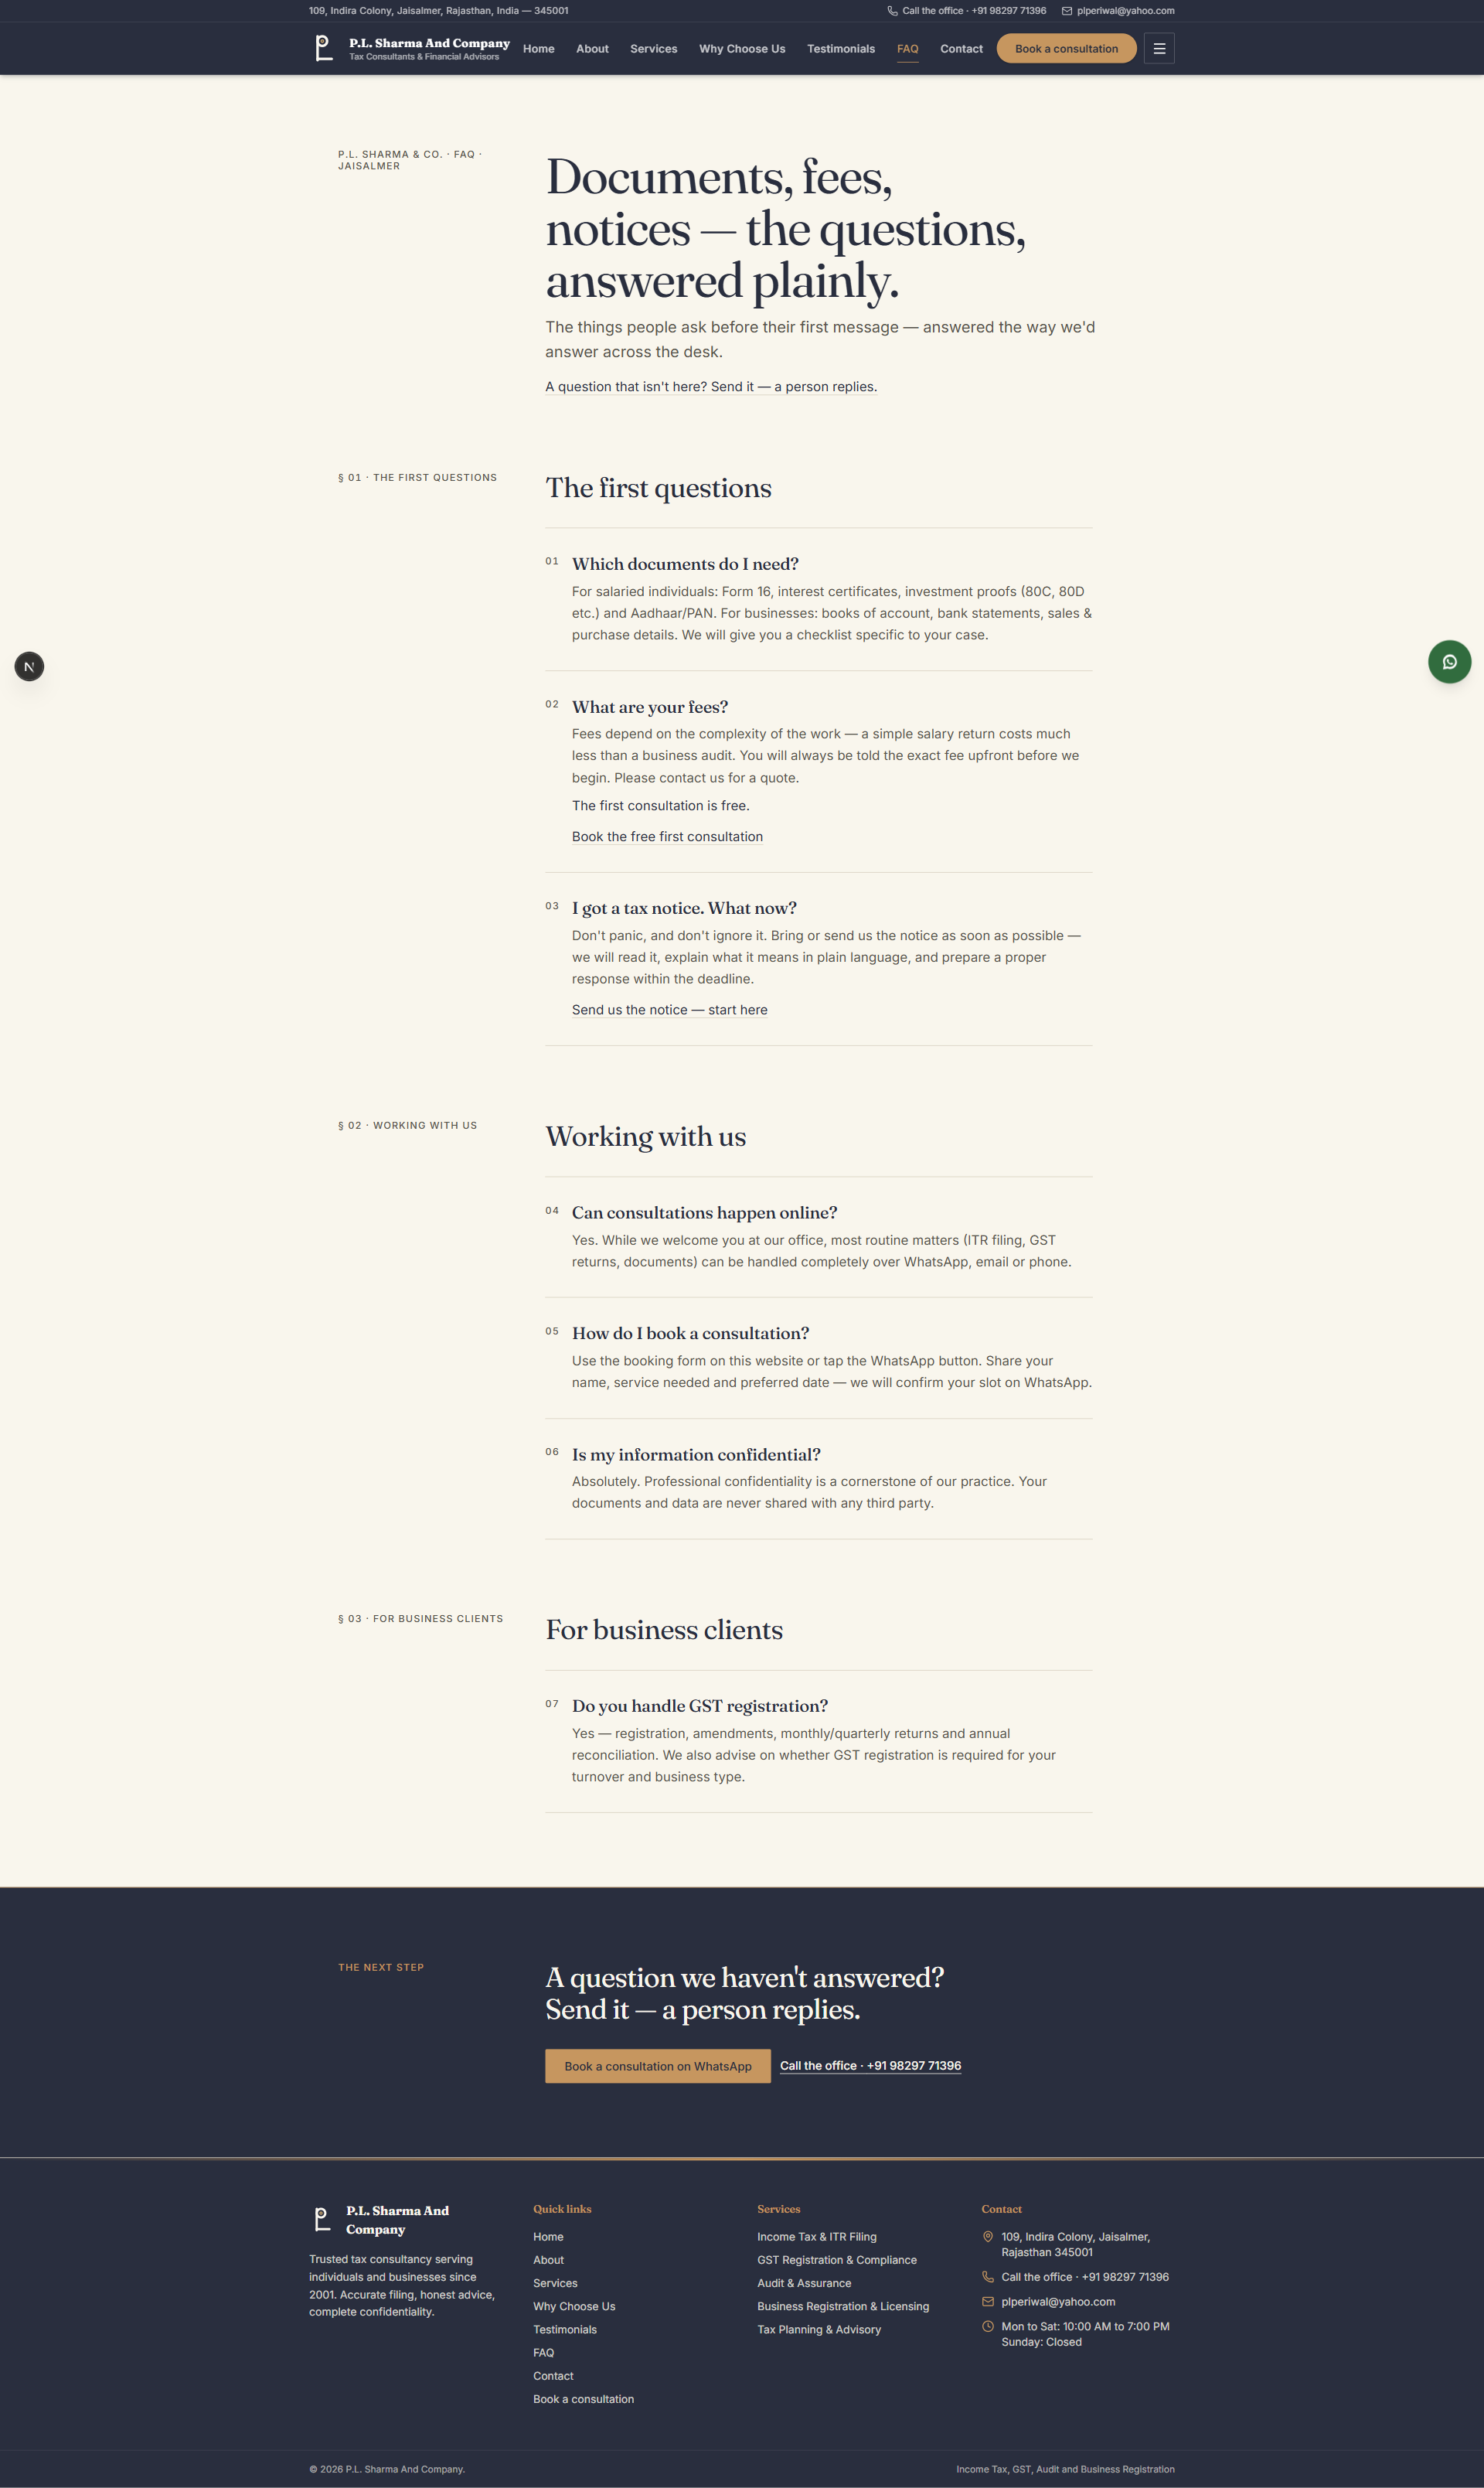 109, Indira Colony, Jaisalmer, Rajasthan, India — 345001
Call the office · +91 98297 71396
plperiwal@yahoo.com
P.L. Sharma And Company
Tax Consultants & Financial Advisors
Home
About
Services
Why Choose Us
Testimonials
FAQ
Contact
Book a consultation
P.L. SHARMA & CO. · FAQ ·
JAISALMER
Documents, fees,
notices — the questions,
answered plainly.
The things people ask before their first message — answered the way we'd
answer across the desk.
A question that isn't here? Send it — a person replies.
§ 01 · THE FIRST QUESTIONS
The first questions
01
Which documents do I need?
For salaried individuals: Form 16, interest certificates, investment proofs (80C, 80D
etc.) and Aadhaar/PAN. For businesses: books of account, bank statements, sales &
purchase details. We will give you a checklist specific to your case.
02
What are your fees?
Fees depend on the complexity of the work — a simple salary return costs much
less than a business audit. You will always be told the exact fee upfront before we
begin. Please contact us for a quote.
The first consultation is free.
Book the free first consultation
03
I got a tax notice. What now?
Don't panic, and don't ignore it. Bring or send us the notice as soon as possible —
we will read it, explain what it means in plain language, and prepare a proper
response within the deadline.
Send us the notice — start here
N
§ 02 · WORKING WITH US
Working with us
04
Can consultations happen online?
Yes. While we welcome you at our office, most routine matters (ITR filing, GST
returns, documents) can be handled completely over WhatsApp, email or phone.
05
How do I book a consultation?
Use the booking form on this website or tap the WhatsApp button. Share your
name, service needed and preferred date — we will confirm your slot on WhatsApp.
06
Is my information confidential?
Absolutely. Professional confidentiality is a cornerstone of our practice. Your
documents and data are never shared with any third party.
§ 03 · FOR BUSINESS CLIENTS
For business clients
07
Do you handle GST registration?
Yes — registration, amendments, monthly/quarterly returns and annual
reconciliation. We also advise on whether GST registration is required for your
turnover and business type.
THE NEXT STEP
A question we haven't answered?
Send it — a person replies.
Book a consultation on WhatsApp
Call the office · +91 98297 71396
P.L. Sharma And
Company
Trusted tax consultancy serving
individuals and businesses since
2001. Accurate filing, honest advice,
complete confidentiality.
Quick links
Home
About
Services
Why Choose Us
Testimonials
FAQ
Contact
Book a consultation
Services
Income Tax & ITR Filing
GST Registration & Compliance
Audit & Assurance
Business Registration & Licensing
Tax Planning & Advisory
Contact
109, Indira Colony, Jaisalmer,
Rajasthan 345001
Call the office · +91 98297 71396
plperiwal@yahoo.com
Mon to Sat: 10:00 AM to 7:00 PM
Sunday: Closed
© 2026 P.L. Sharma And Company.
Income Tax, GST, Audit and Business Registration